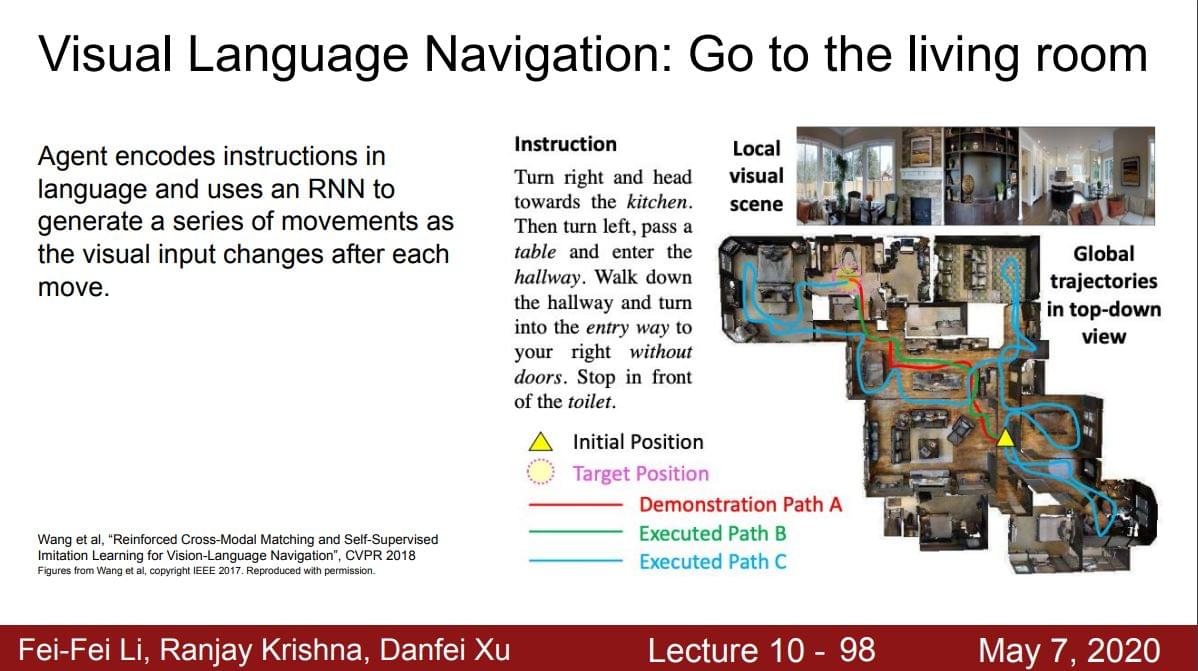 Visual Language Navigation: Go to the living room
Agent encodes instructions in
language and uses an RNN to
generate a series of movements as
the visual input changes after each
move.
Instruction
Turn right and head
towards the kitchen.
Then turn left, pass a
table and enter the
hallway. Walk down
the hallway and turn
into the entry way to
your right without
doors. Stop in front
of the toilet.
Local
visual
scene
Global
trajectories
in top-down
view
Initial Position
Target Position
Demonstration Path A
Executed Path B
Executed Path C
Wang et al, “Reinforced Cross-Modal Matching and Self-Supervised
Imitation Learning for Vision-Language Navigation”, CVPR 2018
Figures from Wang et al, copyright IEEE 2017. Reproduced with permission.
Fei-Fei Li, Ranjay Krishna, Danfei Xu
Lecture 10 - 98
May 7, 2020